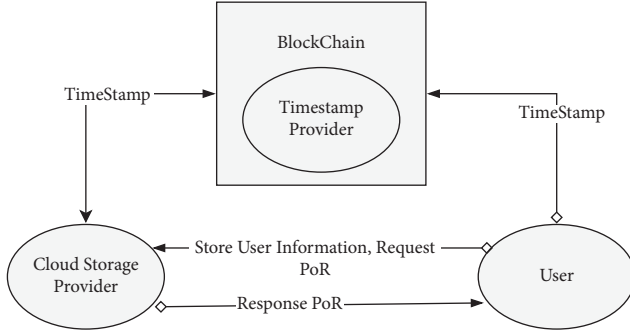 BlockChain
TimeStamp
Timestamp
Provider
TimeStamp
Store User Information, Request
PoR
Cloud Storage
Provider
User
Response PoR